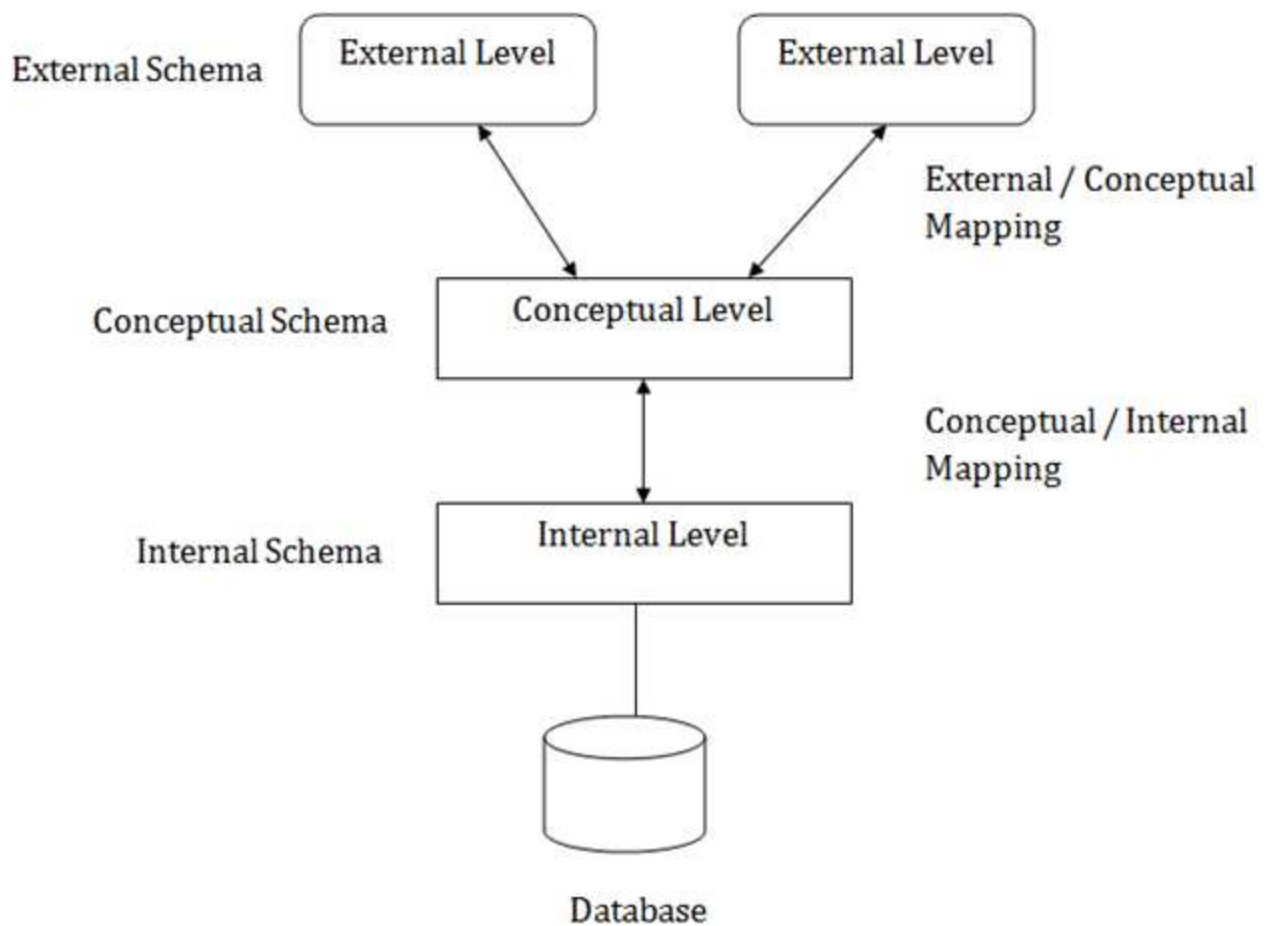 External Level
External Level
External Schema
External / Conceptual
Mapping
Conceptual Level
Conceptual Schema
Conceptual / Internal
Mapping
Internal Level
Internal Schema
Database